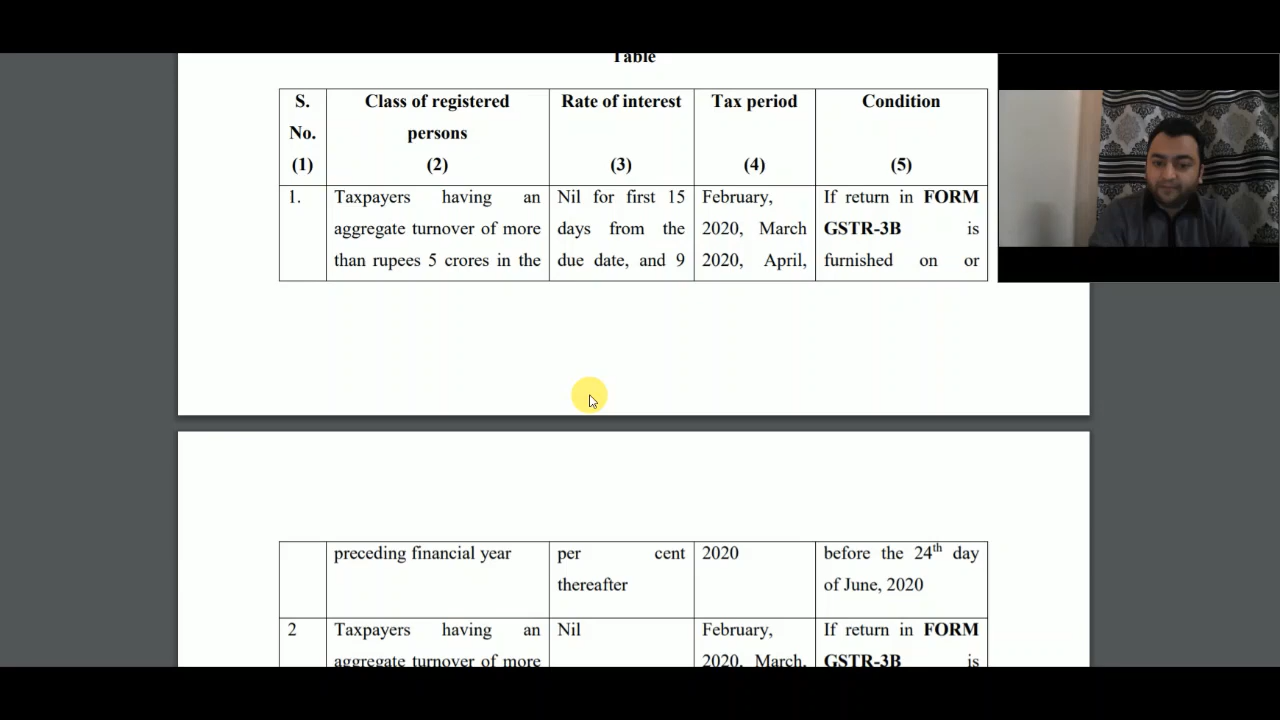 Table
S. Class of registered Rate of interest Tax period Condition
No. persons
(1) (2) (3) (4) (5)
1. Taxpayers having an Nil for first 15 February, If return in FORM
aggregate turnover of more days from the 2020, March GSTR-3B is
than rupees 5 crores in the due date, and 9 2020, April, furnished on or
preceding financial year per cent 2020 before the 24th day
thereafter of June, 2020
2 Taxpayers having an Nil February, If return in FORM
aggregate turnover of more 2020, March, GSTR-3B is